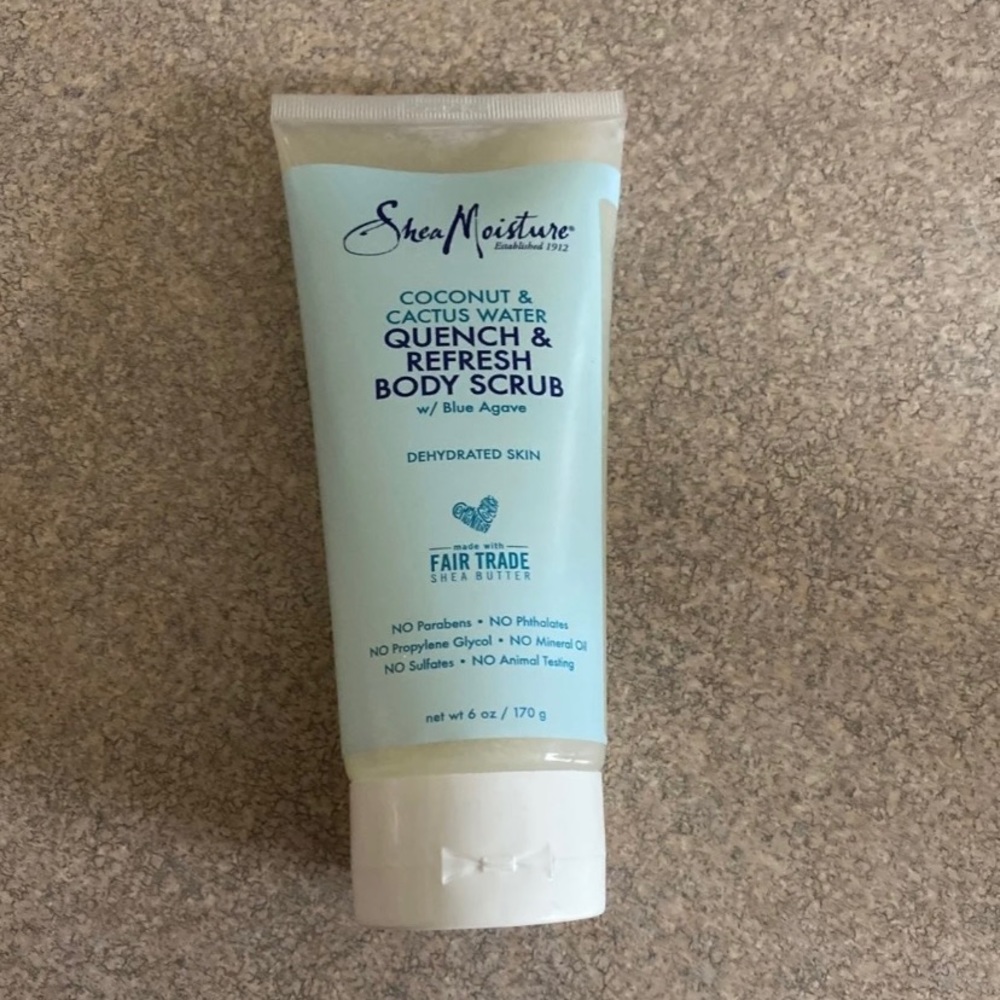 SheaMoisture®
Established 1912
COCONUT &
CACTUS WATER
QUENCH &
REFRESH
BODY SCRUB
w/ Blue Agave
DEHYDRATED SKIN
made with
FAIR TRADE
SHEA BUTTER
NO Parabens • NO Phthalates
NO Propylene Glycol • NO Mineral Oil
NO Sulfates • NO Animal Testing
net wt 6 oz / 170 g